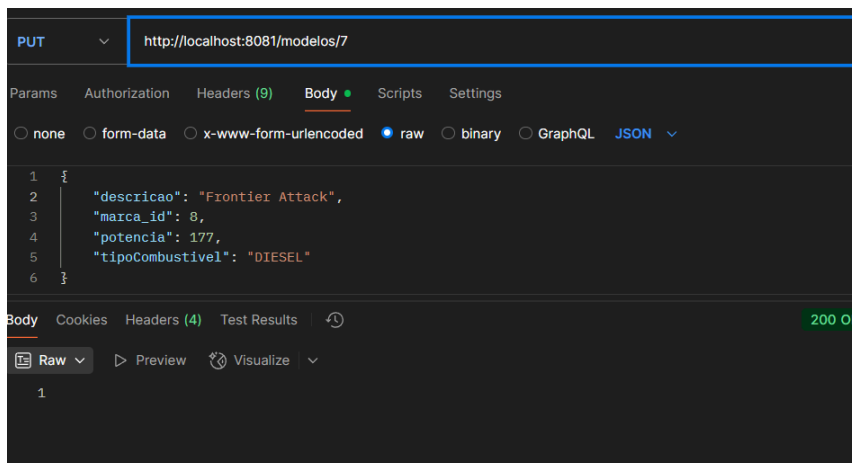 PUT http://localhost:8081/modelos/7
Params Authorization Headers (9) Body Scripts Settings
none form-data x-www-form-urlencoded raw binary GraphQL JSON
1 {
2 "descricao": "Frontier Attack",
3 "marca_id": 8,
4 "potencia": 177,
5 "tipoCombustivel": "DIESEL"
6 }
Body Cookies Headers (4) Test Results 200 O
Raw Preview Visualize
1